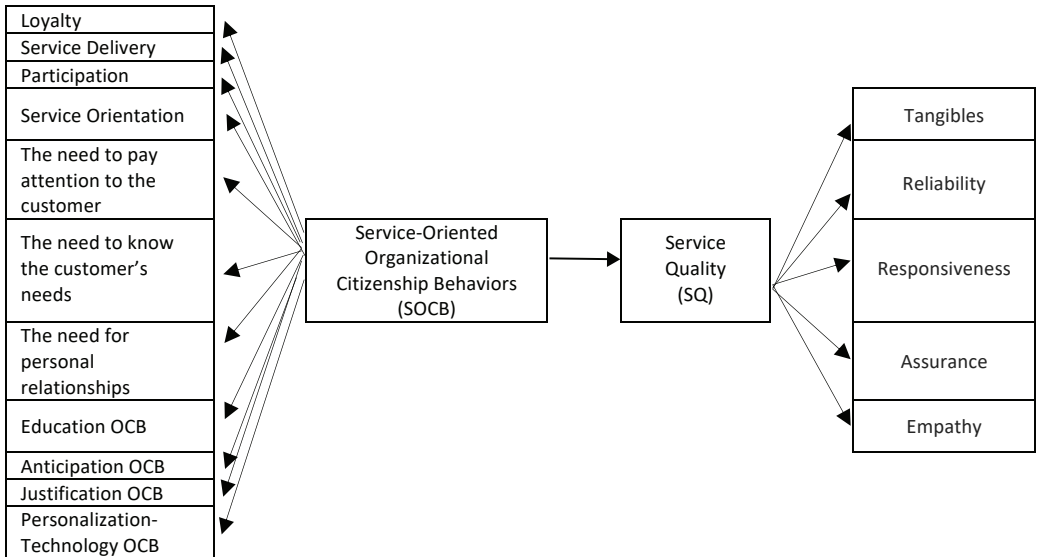 Loyalty
Service Delivery
Participation
Service Orientation
The need to pay
attention to the
customer
The need to know
the customer’s
needs
The need for
personal
relationships
Education OCB
Anticipation OCB
Justification OCB
Personalization-
Technology OCB
Service-Oriented
Organizational
Citizenship Behaviors
(SOCB)
Service
Quality
(SQ)
Tangibles
Reliability
Responsiveness
Assurance
Empathy